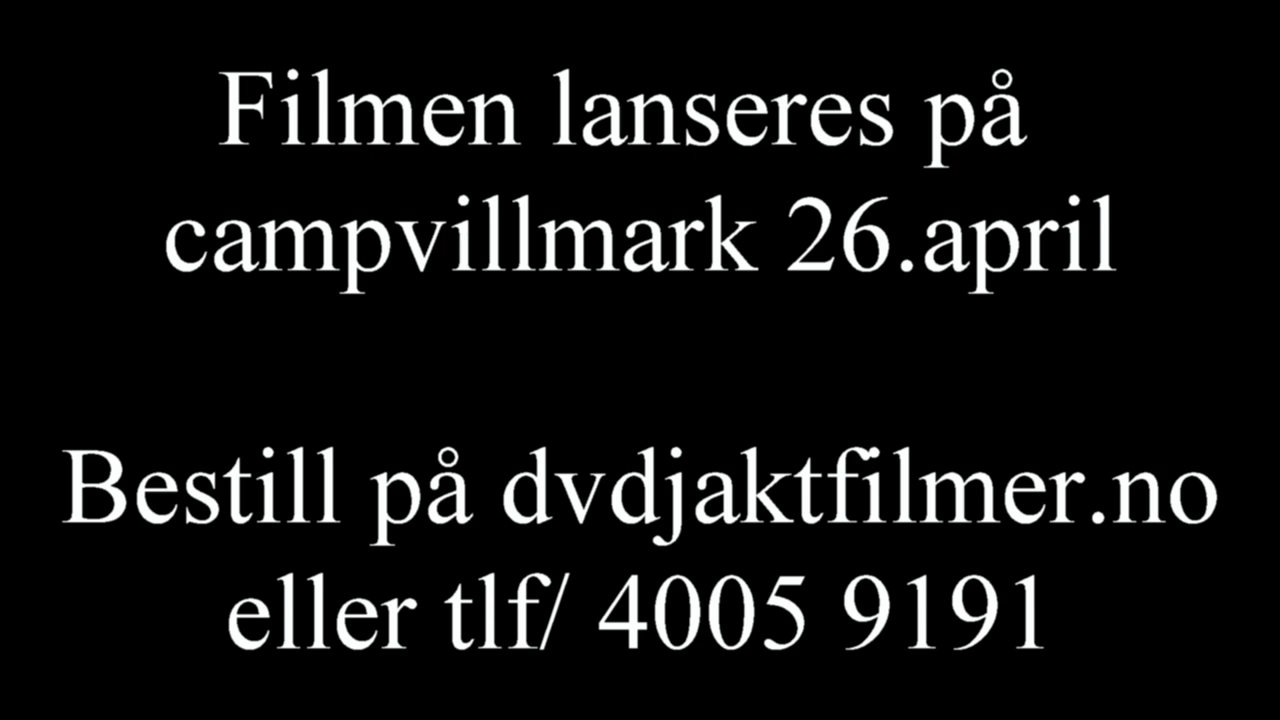 Filmen lanseres på
campvillmark 26.april
Bestill på dvdjaktfilmer.no
eller tlf/ 4005 9191